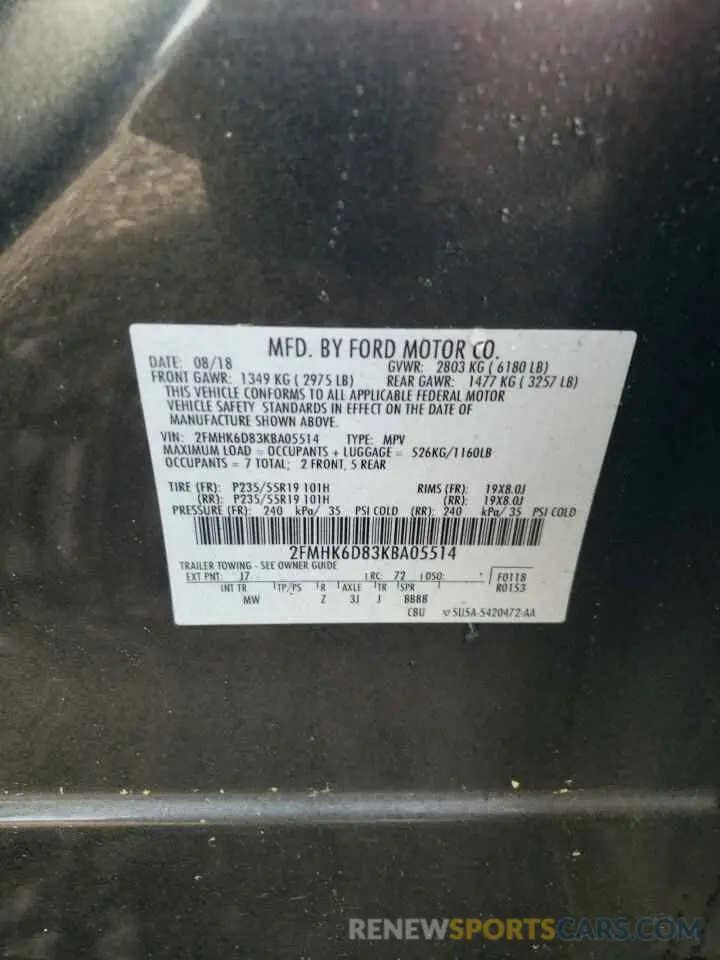 MFD. BY FORD MOTOR CO.
DATE: 08/18 GVWR: 2803 KG ( 6180 LB)
FRONT GAWR: 1349 KG ( 2975 LB) REAR GAWR: 1477 KG ( 3257 LB)
THIS VEHICLE CONFORMS TO ALL APPLICABLE FEDERAL MOTOR
VEHICLE SAFETY STANDARDS IN EFFECT ON THE DATE OF
MANUFACTURE SHOWN ABOVE.
VIN: 2FMHK6D83KBA05514 TYPE: MPV
MAXIMUM LOAD = OCCUPANTS + LUGGAGE = 526KG/1160LB
OCCUPANTS = 7 TOTAL; 2 FRONT, 5 REAR
TIRE (FR): P235/55R19 101H RIMS (FR): 19X8.0J
(RR): P235/55R19 101H (RR): 19X8.0J
PRESSURE (FR): 240 kPa/ 35 PSI COLD (RR): 240 kPa/ 35 PSI COLD
2FMHK6D83KBA05514
TRAILER TOWING - SEE OWNER GUIDE
EXT PNT: J7 RC: 72 DSO: F0118
INT TR TP/PS R AXLE TR SPR R0153
MW Z 3J J BBBB
CBU 5U5A-5420472-AA
RENEWSPORTSCARS.COM